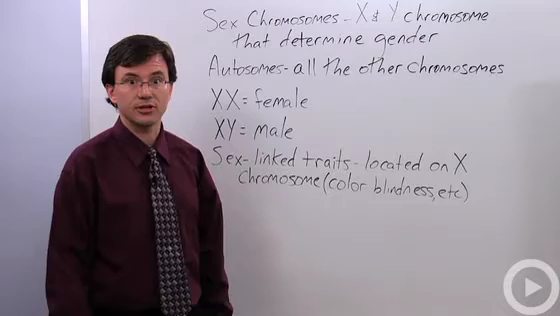 Sex Chromosomes - X & Y chromosome
that determine gender
Autosomes - all the other chromosomes
XX = female
XY = male
Sex-linked traits - located on X
chromosome (color blindness, etc)